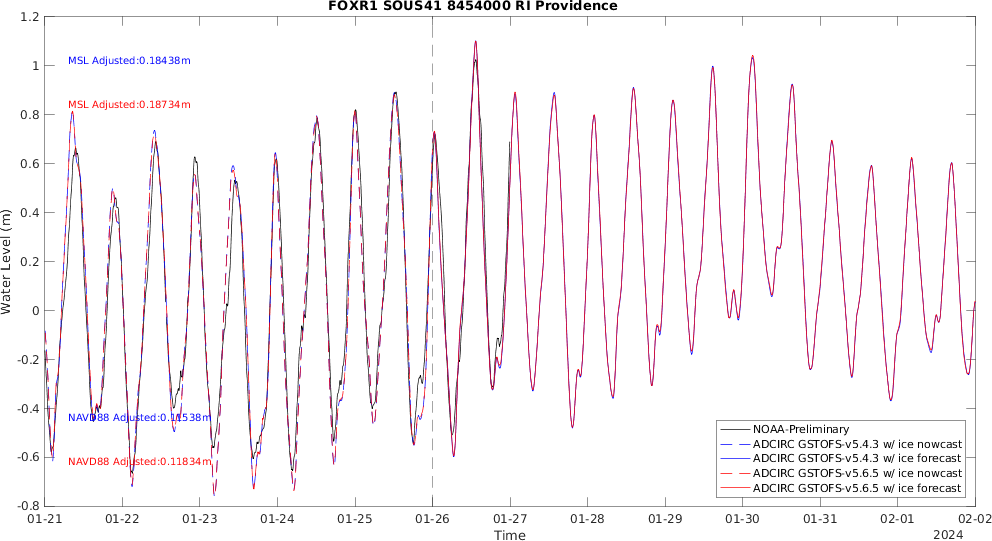 FOXR1 SOUS41 8454000 RI Providence
1.2
1
0.8
0.6
0.4
0.2
0
-0.2
-0.4
-0.6
-0.8
Water Level (m)
MSL Adjusted:0.18438m
MSL Adjusted:0.18734m
NAVD88 Adjusted:0.11538m
NAVD88 Adjusted:0.11834m
NOAA-Preliminary
ADCIRC GSTOFS-v5.4.3 w/ ice nowcast
ADCIRC GSTOFS-v5.4.3 w/ ice forecast
ADCIRC GSTOFS-v5.6.5 w/ ice nowcast
ADCIRC GSTOFS-v5.6.5 w/ ice forecast
01-21 01-22 01-23 01-24 01-25 01-26 01-27 01-28 01-29 01-30 01-31 02-01 02-02
Time
2024